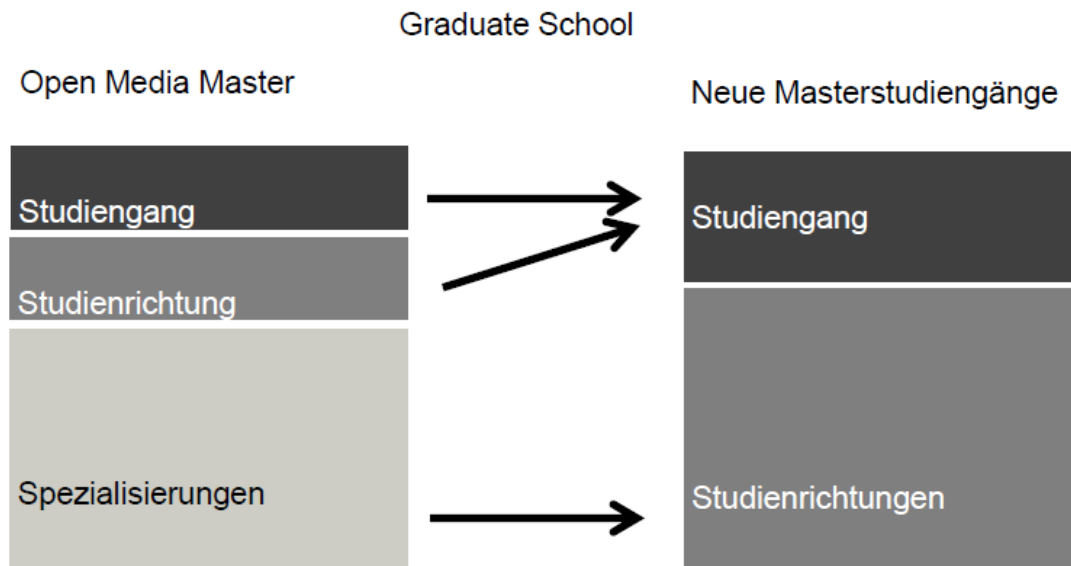 Graduate School
Open Media Master
Neue Masterstudiengänge
Studiengang
Studienrichtung
Spezialisierungen
Studiengang
Studienrichtungen